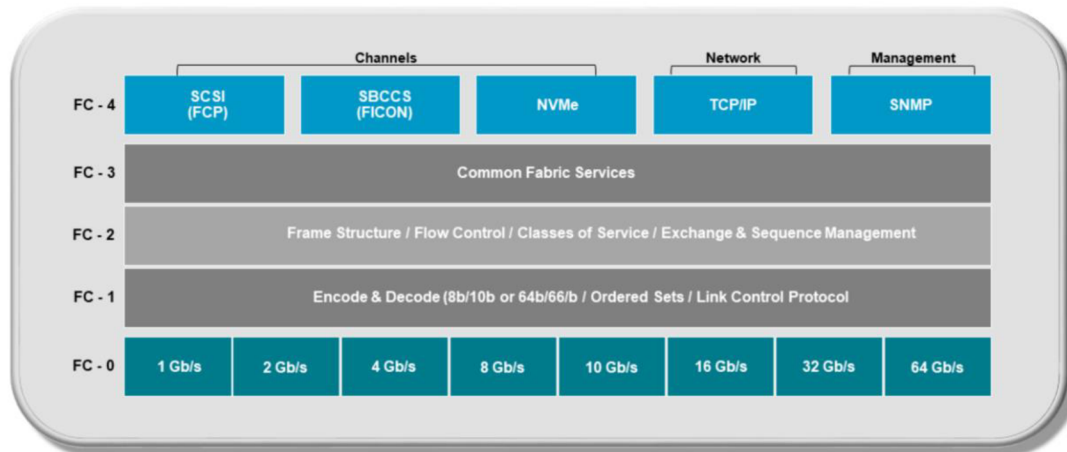 Channels Network Management
FC - 4
SCSI
(FCP)
SBCCS
(FICON)
NVMe
TCP/IP
SNMP
FC - 3
Common Fabric Services
FC - 2
Frame Structure / Flow Control / Classes of Service / Exchange & Sequence Management
FC - 1
Encode & Decode (8b/10b or 64b/66/b / Ordered Sets / Link Control Protocol
FC - 0
1 Gb/s
2 Gb/s
4 Gb/s
8 Gb/s
10 Gb/s
16 Gb/s
32 Gb/s
64 Gb/s